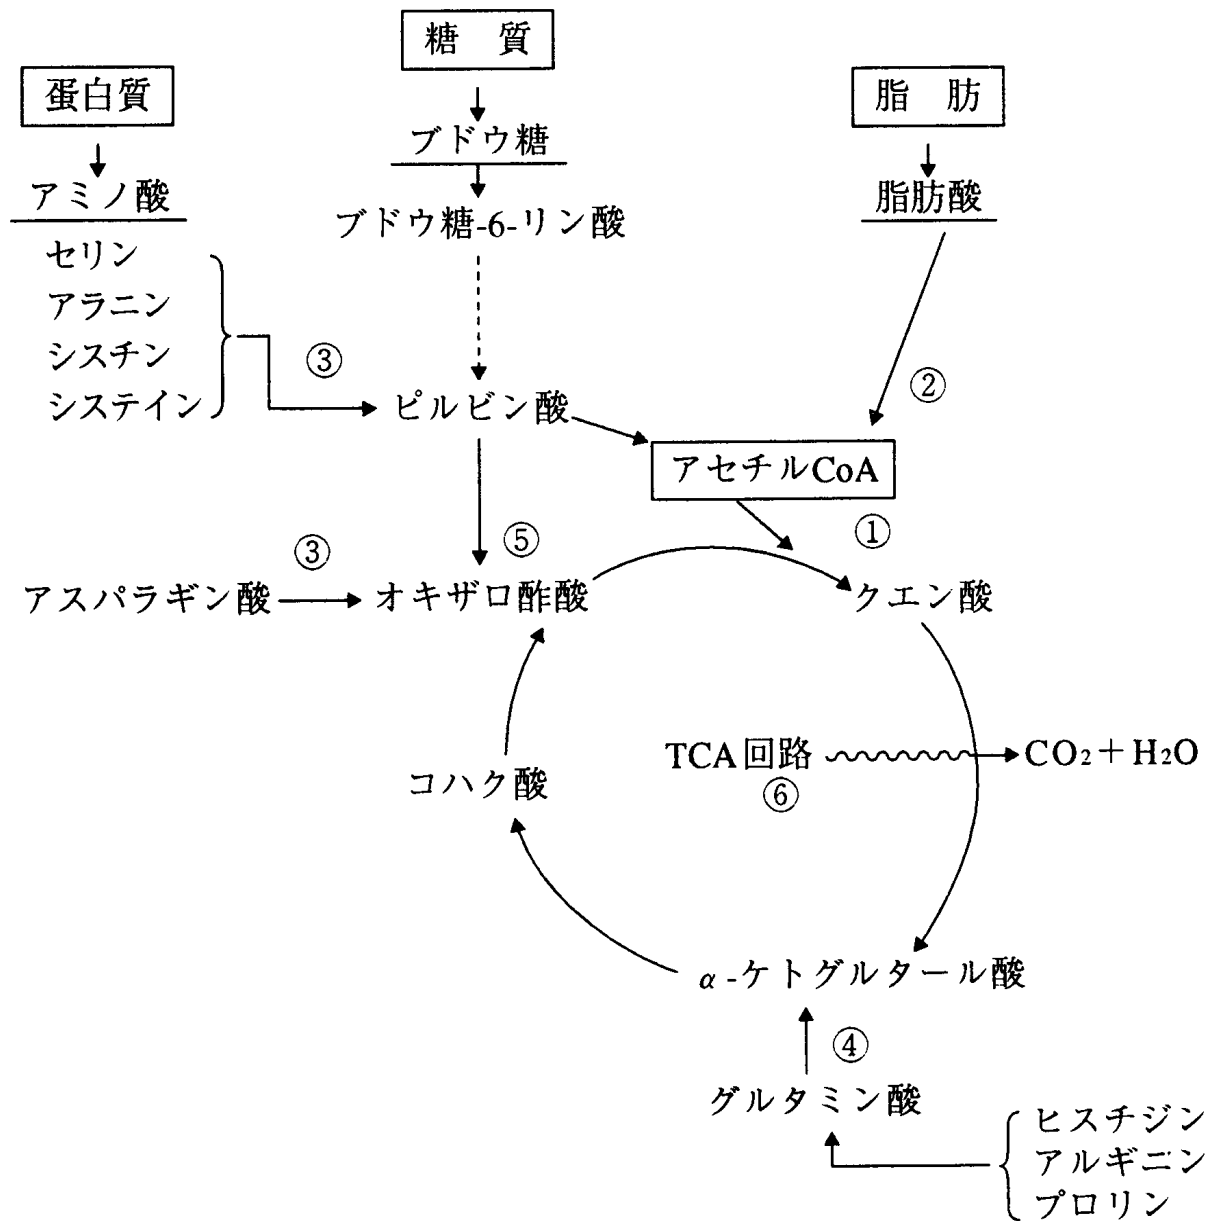 糖 質
蛋白質
脂 肪
ブドウ糖
アミノ酸
脂肪酸
ブドウ糖-6-リン酸
セリン
アラニン
シスチン
システイン
③
②
ピルビン酸
アセチルCoA
①
③
⑤
アスパラギン酸
オキザロ酢酸
クエン酸
TCA回路
CO₂+H₂O
⑥
コハク酸
α-ケトグルタール酸
④
グルタミン酸
ヒスチジン
アルギニン
プロリン